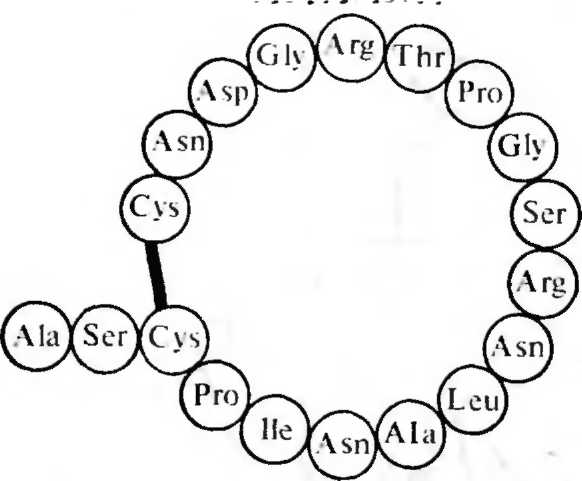 Cys
Asn
Asp
Gly
Arg
Thr
Pro
Gly
Ser
Arg
Asn
Leu
Ala
Asn
Ile
Pro
Cys
Ser
Ala